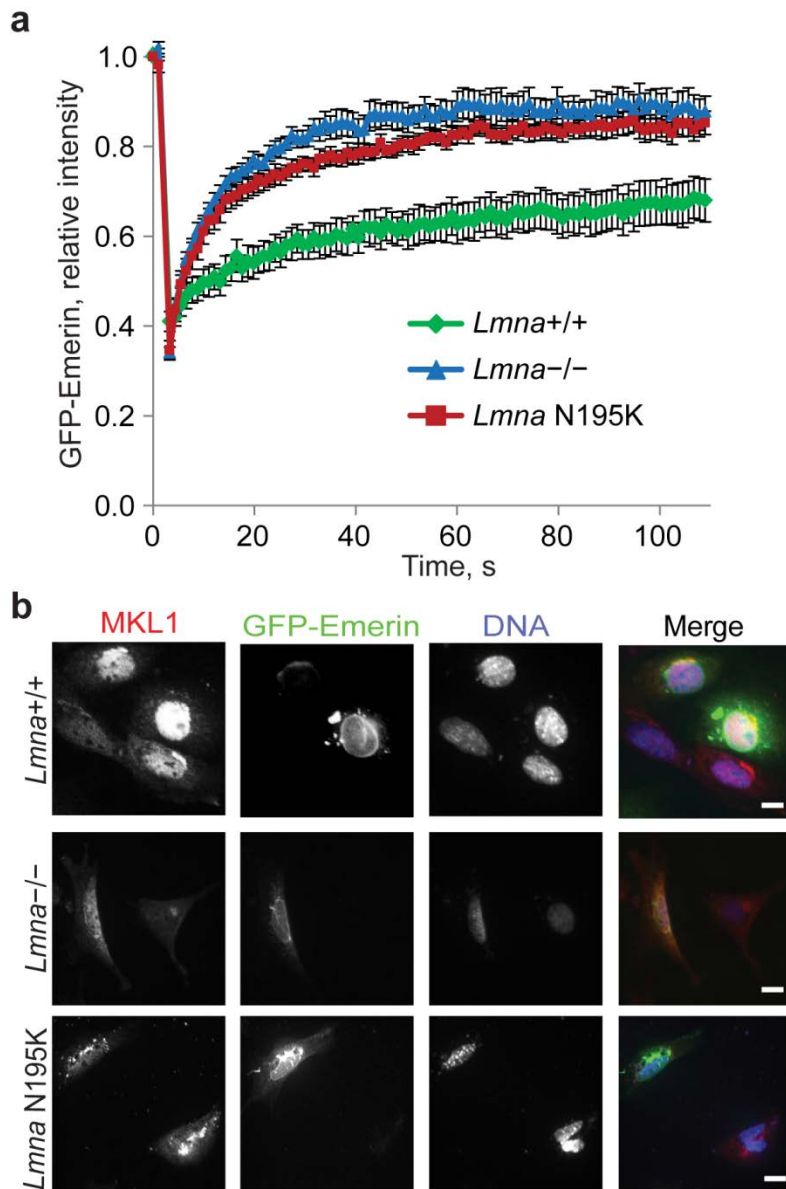 a
GFP-Emerin, relative intensity
1.0
0.8
0.6
0.4
0.2
0.0
0 20 40 60 80 100
Time, s
Lmna+/+
Lmna−/−
Lmna N195K
b
MKL1 GFP-Emerin DNA Merge
Lmna+/+
Lmna−/−
Lmna N195K